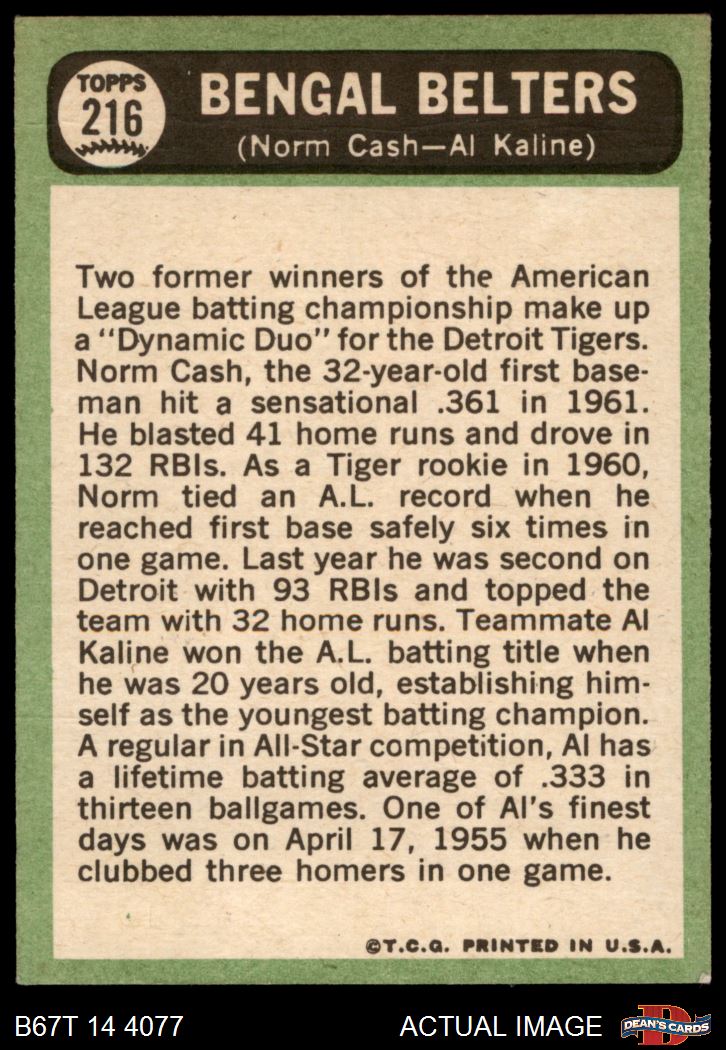 TOPPS
216
BENGAL BELTERS
(Norm Cash—Al Kaline)
Two former winners of the American
League batting championship make up
a "Dynamic Duo" for the Detroit Tigers.
Norm Cash, the 32-year-old first base-
man hit a sensational .361 in 1961.
He blasted 41 home runs and drove in
132 RBIs. As a Tiger rookie in 1960,
Norm tied an A.L. record when he
reached first base safely six times in
one game. Last year he was second on
Detroit with 93 RBIs and topped the
team with 32 home runs. Teammate Al
Kaline won the A.L. batting title when
he was 20 years old, establishing him-
self as the youngest batting champion.
A regular in All-Star competition, Al has
a lifetime batting average of .333 in
thirteen ballgames. One of Al's finest
days was on April 17, 1955 when he
clubbed three homers in one game.
©T.C.G. PRINTED IN U.S.A.
B67T 14 4077
ACTUAL IMAGE
D
DEAN'S CARDS